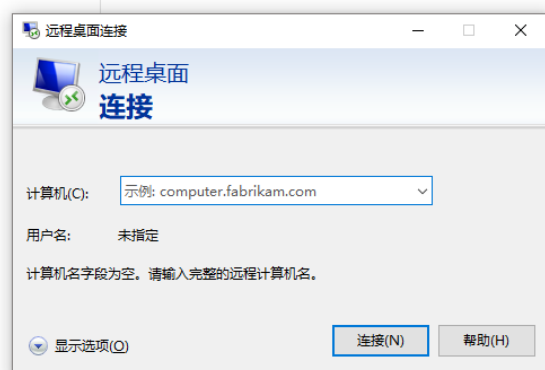 远程桌面连接
远程桌面
连接
计算机(C): 示例: computer.fabrikam.com
用户名: 未指定
计算机名字段为空。请输入完整的远程计算机名。
显示选项(O) 连接(N) 帮助(H)